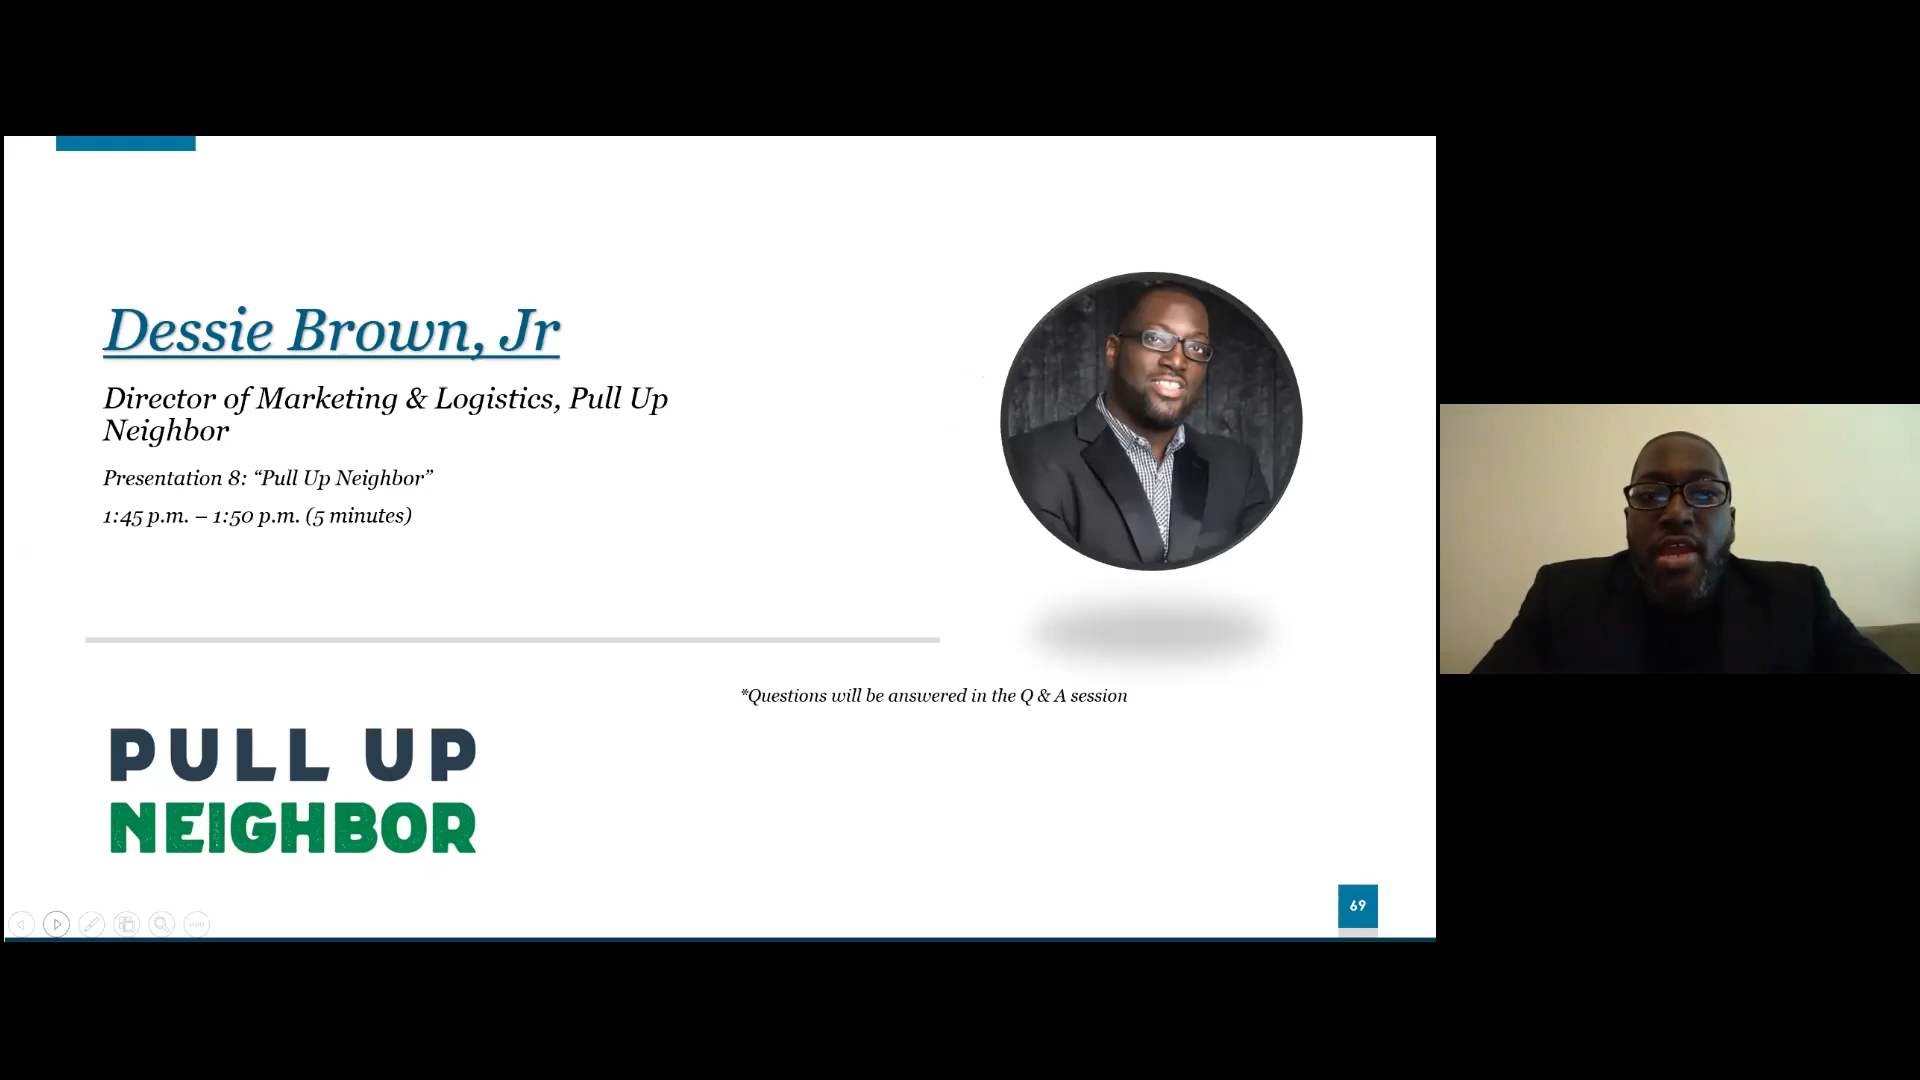 Dessie Brown, Jr
Director of Marketing & Logistics, Pull Up
Neighbor
Presentation 8: “Pull Up Neighbor”
1:45 p.m. – 1:50 p.m. (5 minutes)
*Questions will be answered in the Q & A session
PULL UP
NEIGHBOR
69